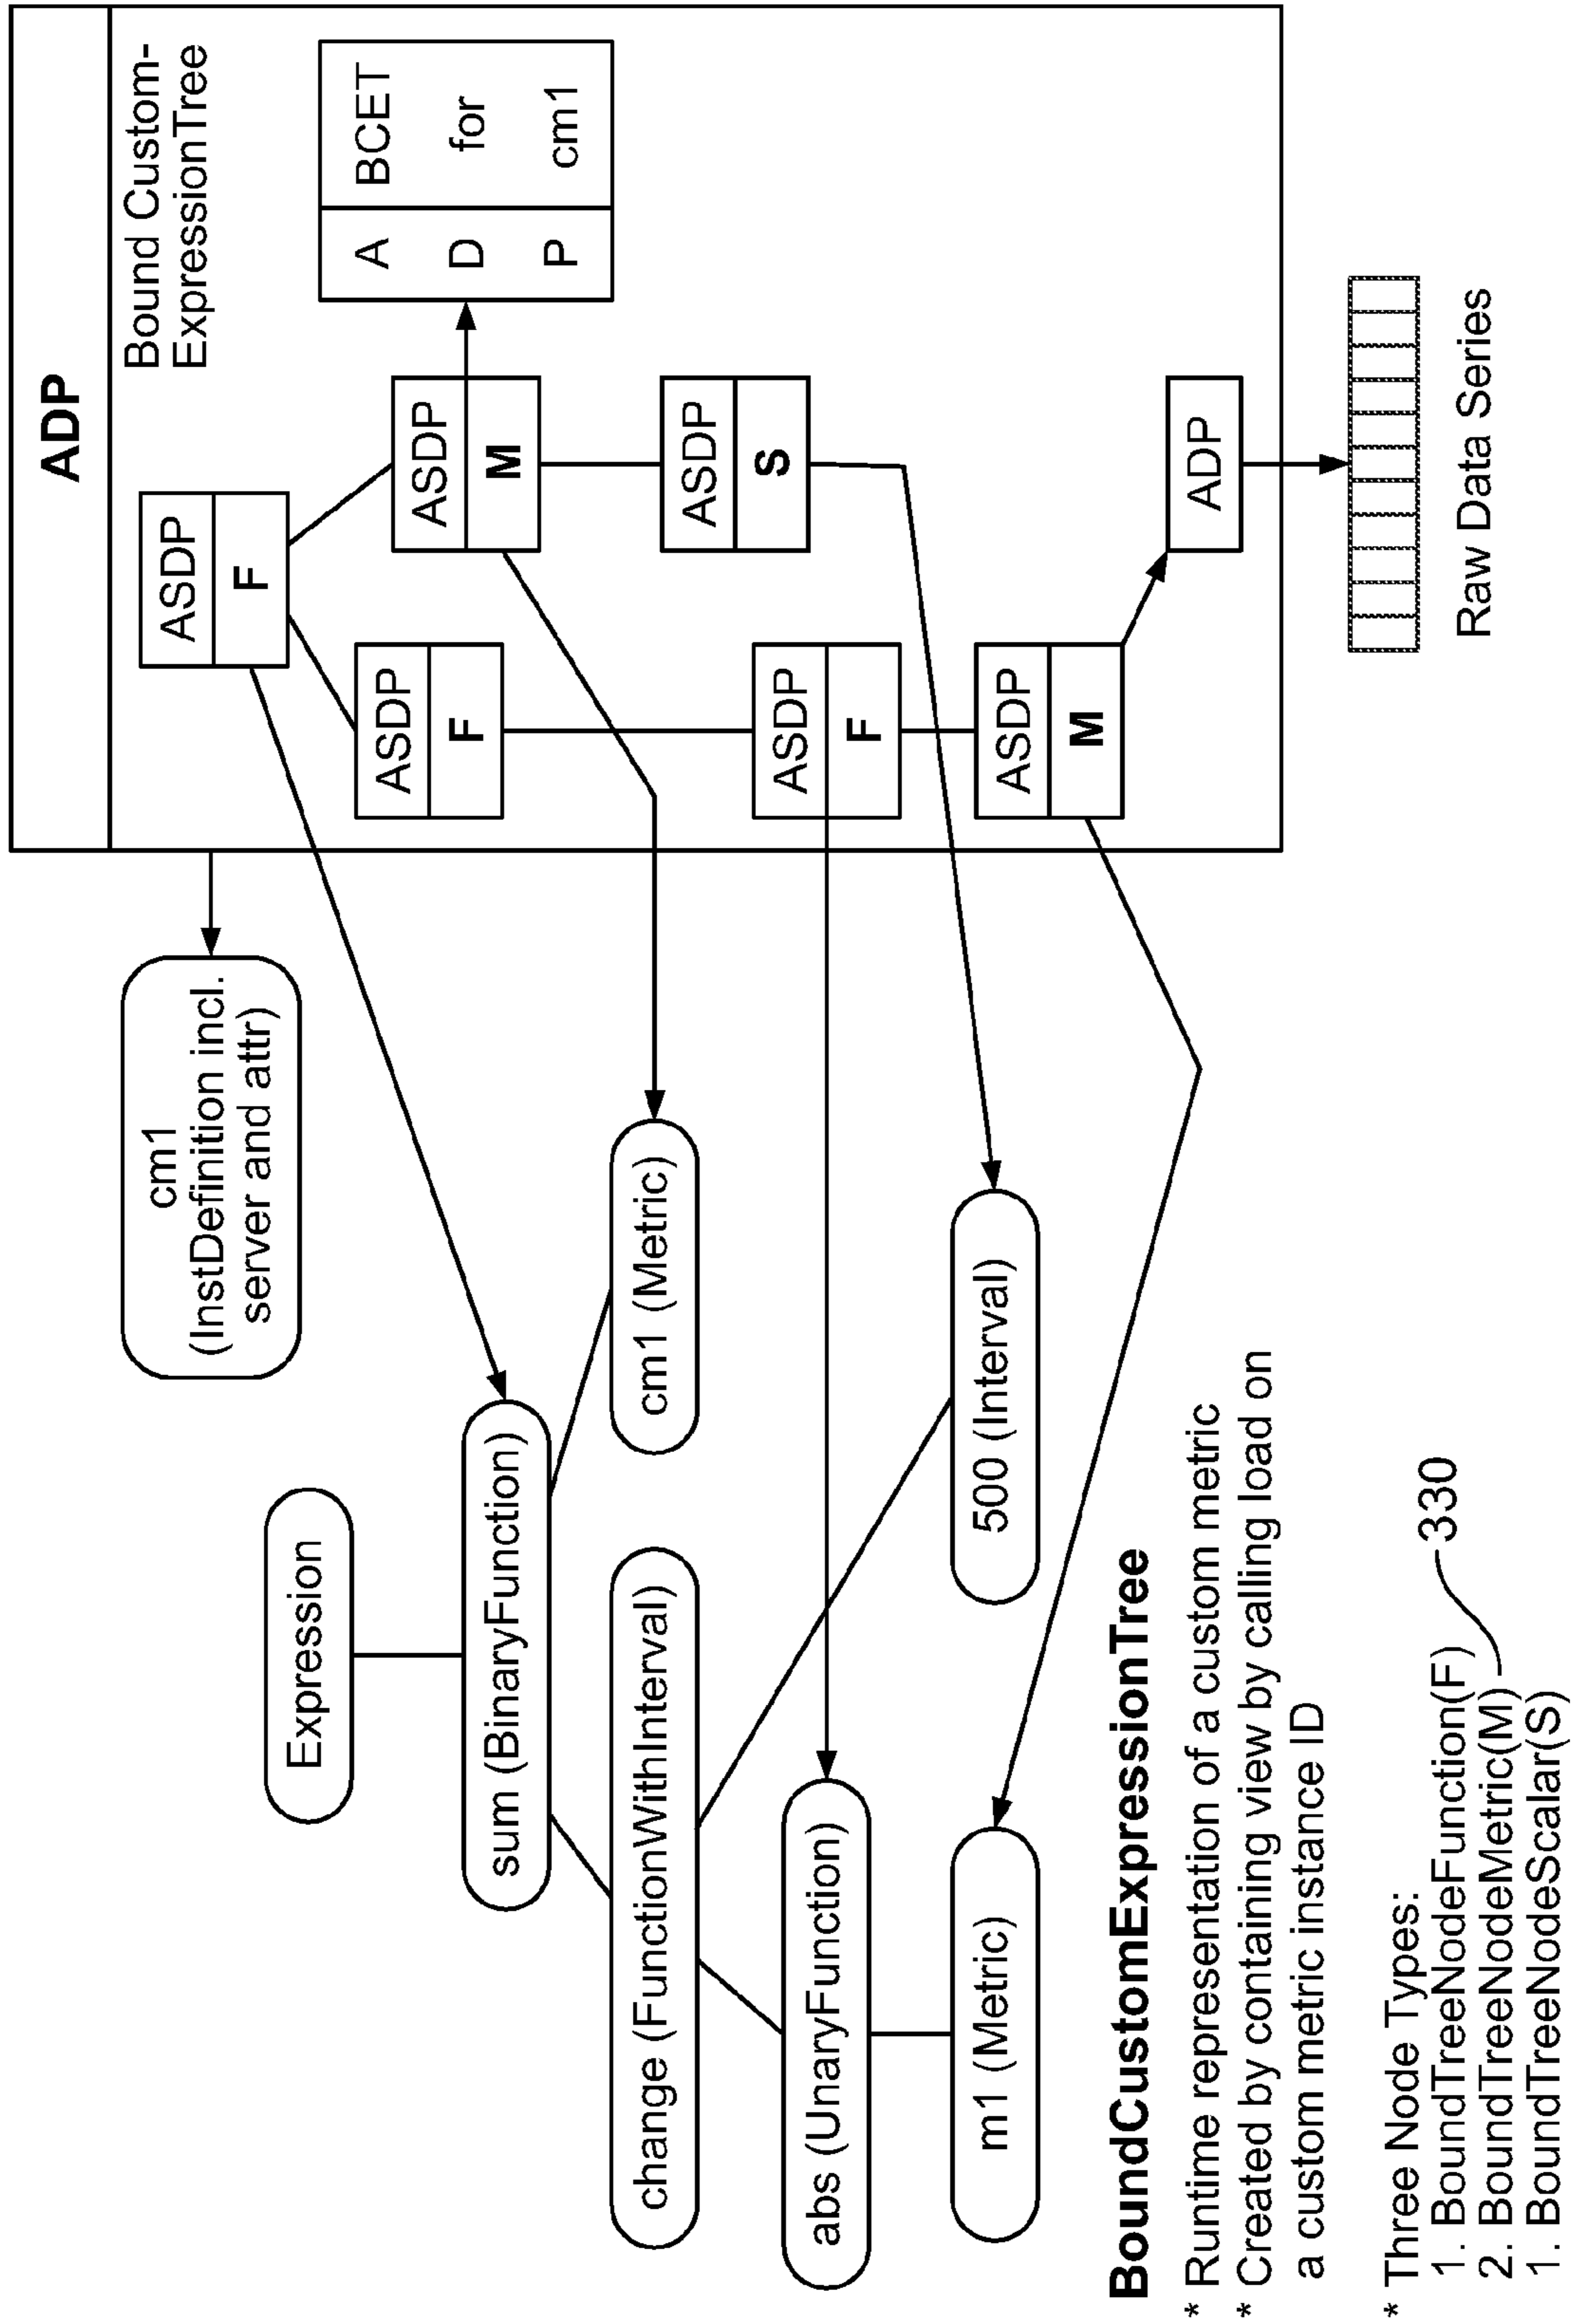 ADP
Bound Custom-
ExpressionTree
ASDP
F
ASDP
M
A
D
P
BCET
for
cm1
ASDP
F
ASDP
S
ASDP
F
ASDP
M
ADP
Raw Data Series
cm1
(InstDefinition incl.
server and attr)
Expression
sum (BinaryFunction)
cm1 (Metric)
change (FunctionWithInterval)
abs (UnaryFunction)
500 (Interval)
m1 (Metric)
BoundCustomExpressionTree
* Runtime representation of a custom metric
* Created by containing view by calling load on
a custom metric instance ID
* Three Node Types:
1. BoundTreeNodeFunction(F)
2. BoundTreeNodeMetric(M)
1. BoundTreeNodeScalar(S)
330